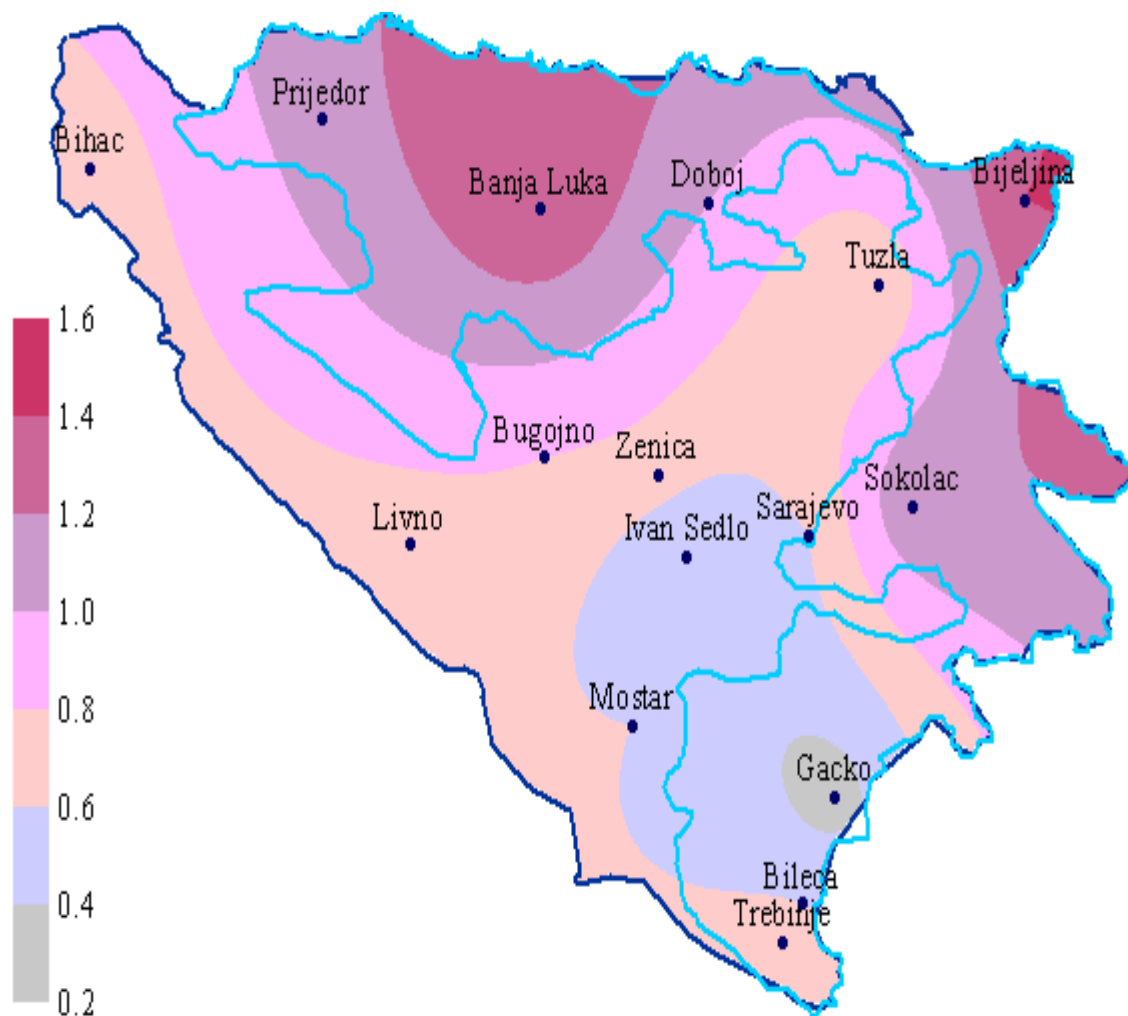 Prijedor
Bihac
Banja Luka
Doboj
Bijeljina
Tuzla
Bugojno
Zenica
Sokolac
Livno
Ivan Sedlo
Sarajevo
Mostar
Gacko
Bileca
Trebinje
1.6
1.4
1.2
1.0
0.8
0.6
0.4
0.2